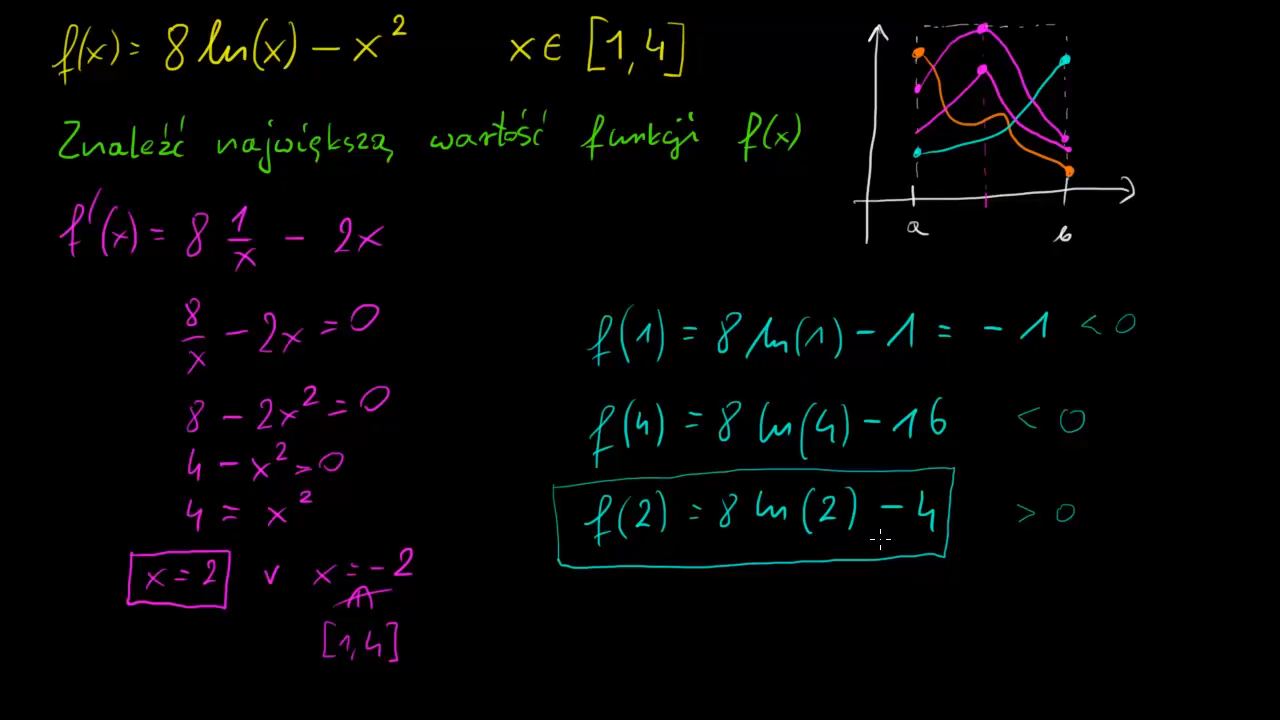 f(x) = 8 ln(x) − x² x ∈ [1,4]
Znaleźć największą wartość funkcji f(x)
f'(x) = 8 1/x − 2x
8/x − 2x = 0
8 − 2x² = 0
4 − x² = 0
4 = x²
x = 2 v x = −2
∉
[1,4]
a b
f(1) = 8 ln(1) − 1 = −1 < 0
f(4) = 8 ln(4) − 16 < 0
f(2) = 8 ln(2) − 4 > 0